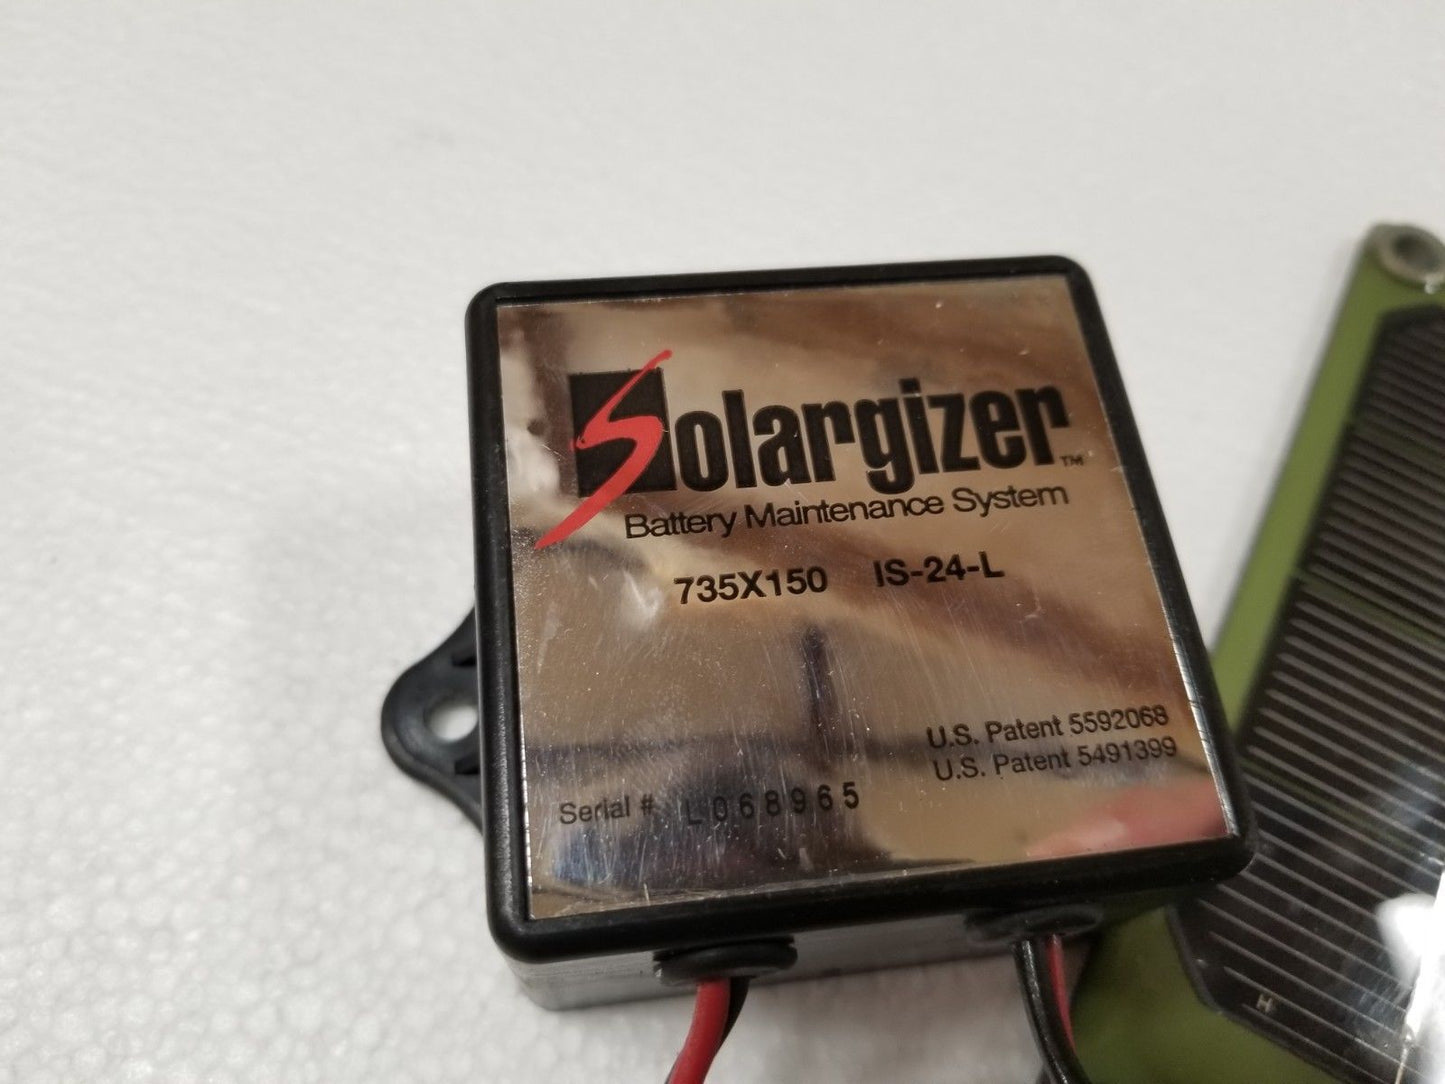 Solargizer™
Battery Maintenance System
735X150 IS-24-L
U.S. Patent 5592068
U.S. Patent 5491399
Serial # L068965
H